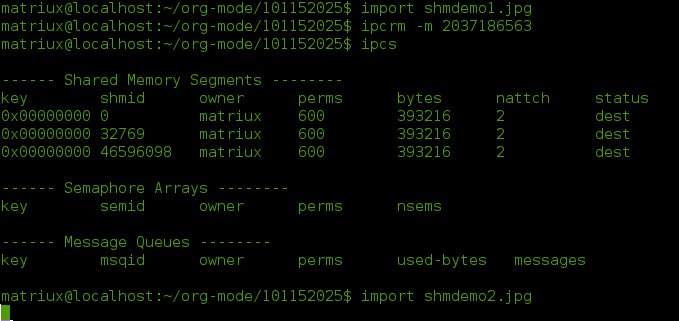 matriux@localhost:~/org-mode/101152025$ import shmdemo1.jpg
matriux@localhost:~/org-mode/101152025$ ipcrm -m 2037186563
matriux@localhost:~/org-mode/101152025$ ipcs
------ Shared Memory Segments --------
key        shmid      owner      perms      bytes      nattch     status
0x00000000 0          matriux    600        393216     2          dest
0x00000000 32769      matriux    600        393216     2          dest
0x00000000 46596098   matriux    600        393216     2          dest
------ Semaphore Arrays --------
key        semid      owner      perms      nsems
------ Message Queues --------
key        msqid      owner      perms      used-bytes   messages
matriux@localhost:~/org-mode/101152025$ import shmdemo2.jpg